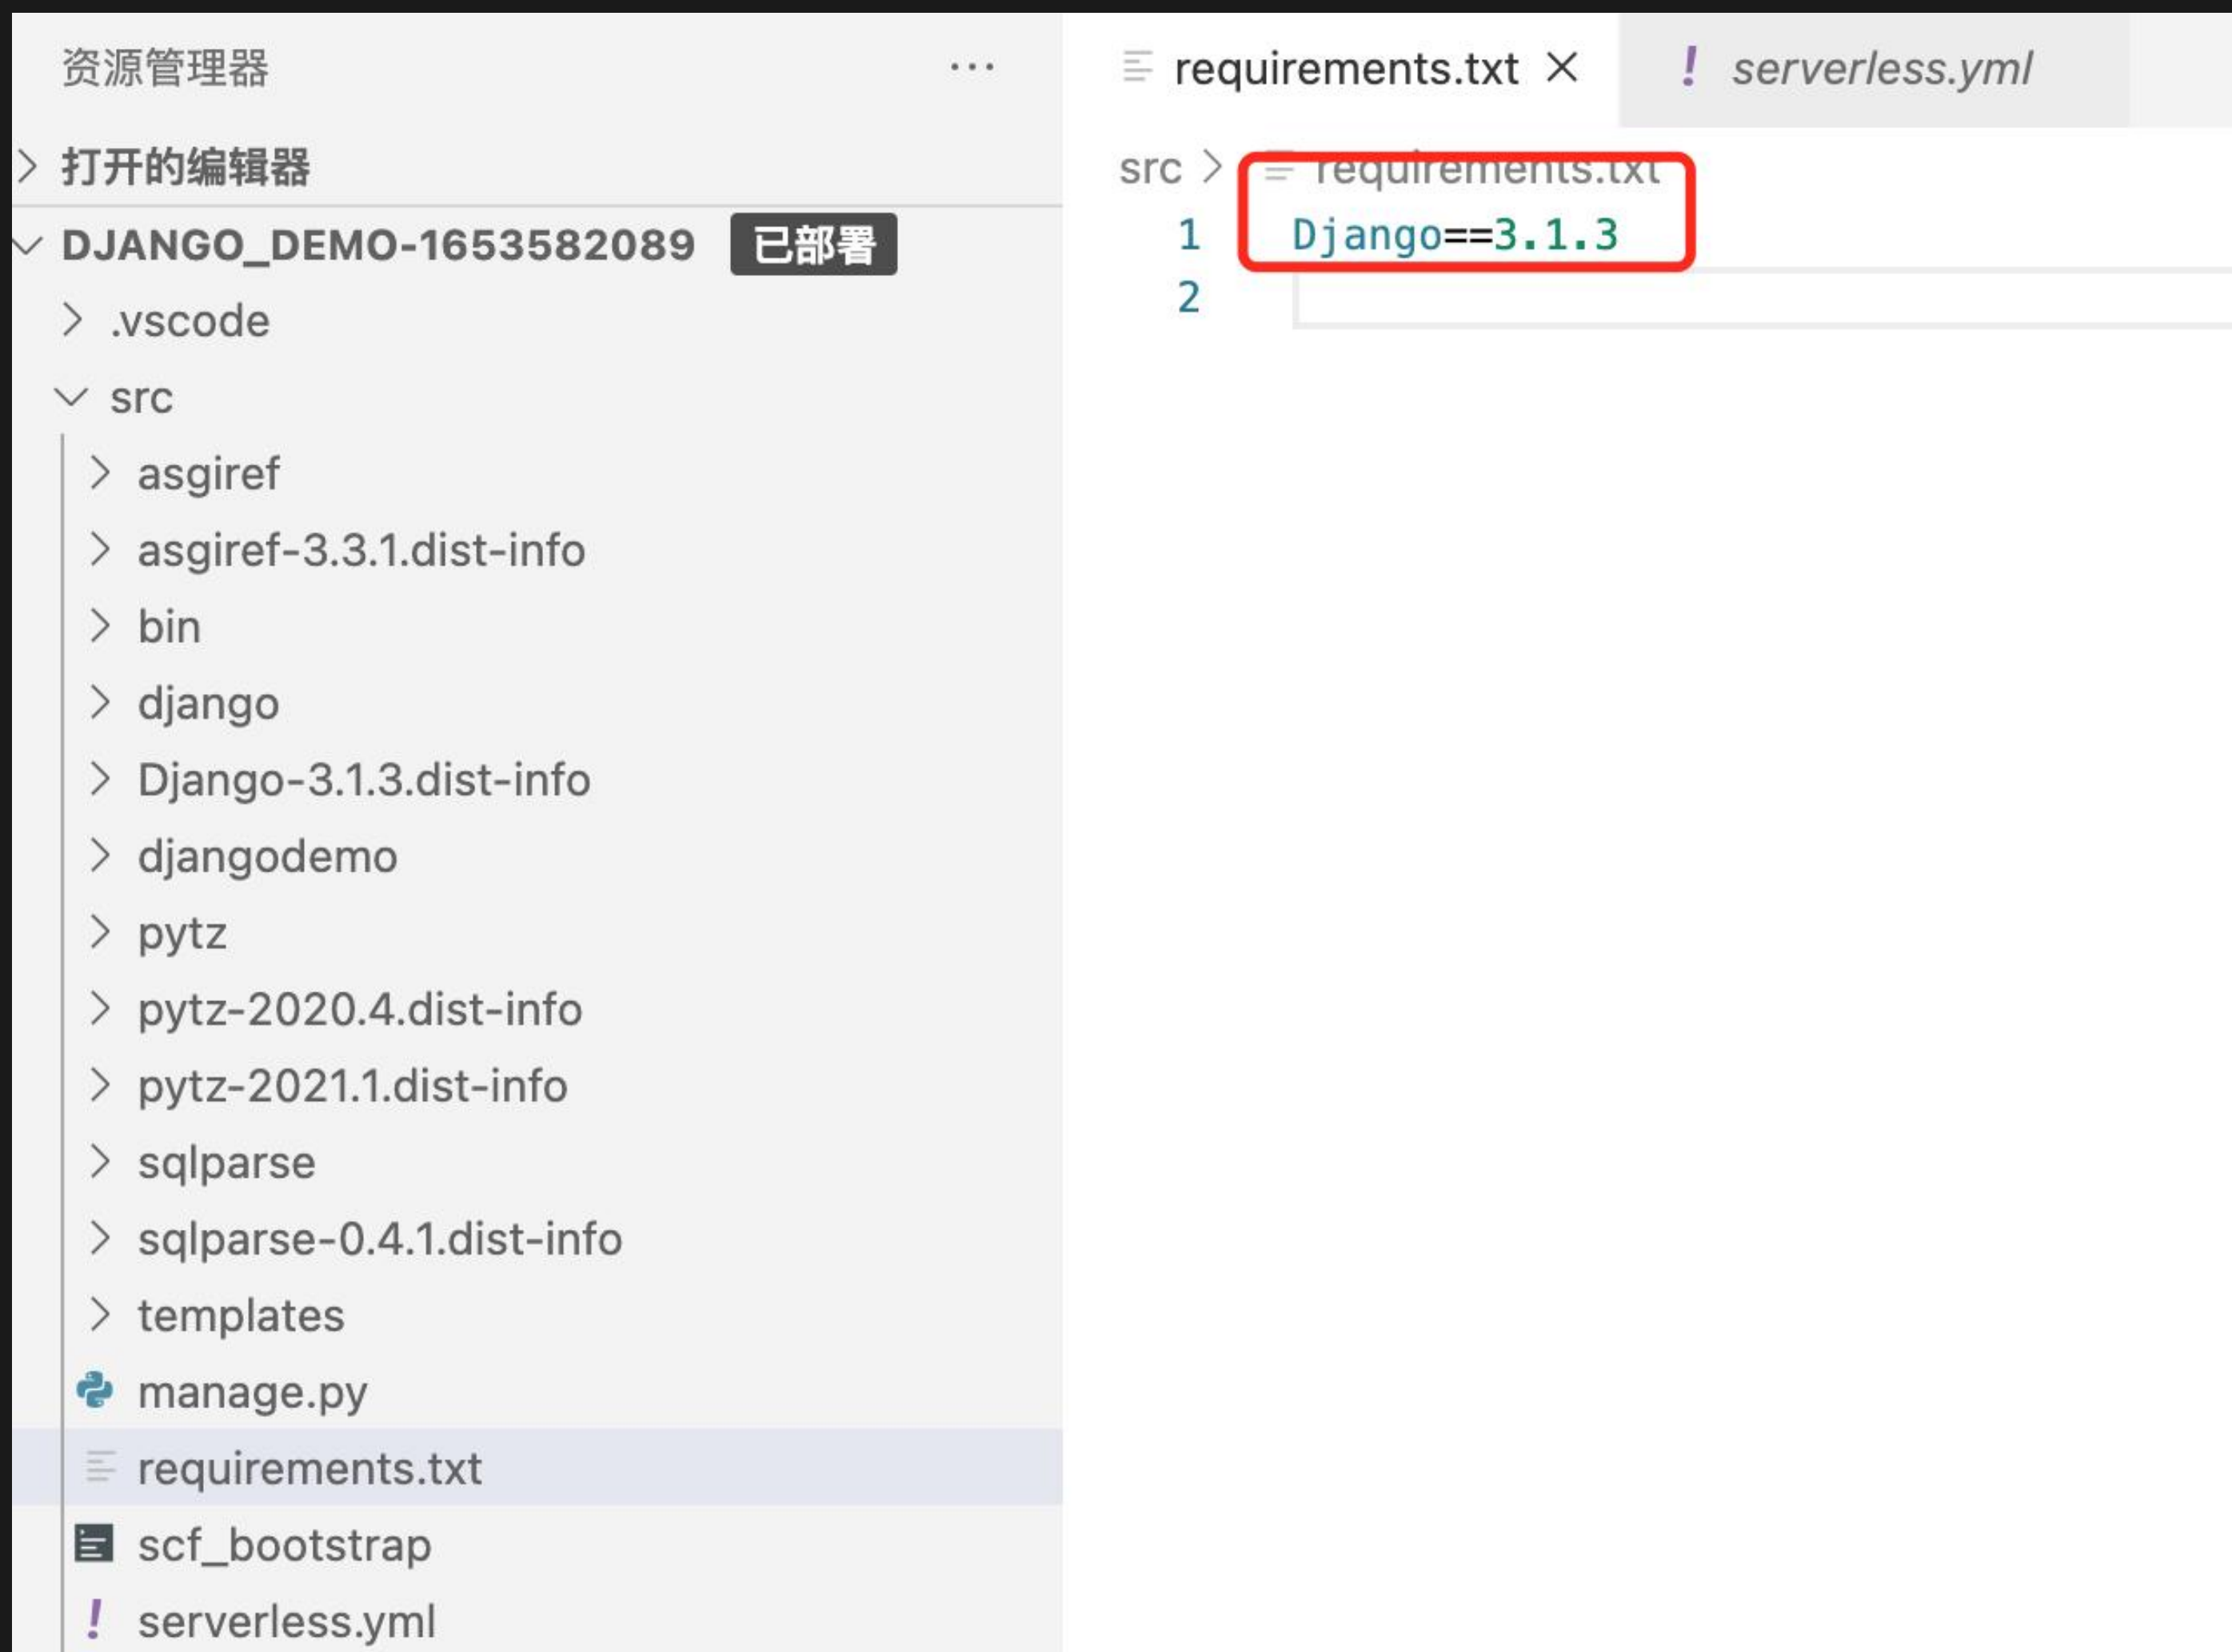 资源管理器
打开的编辑器
DJANGO_DEMO-1653582089 已部署
.vscode
src
asgiref
asgiref-3.3.1.dist-info
bin
django
Django-3.1.3.dist-info
djangodemo
pytz
pytz-2020.4.dist-info
pytz-2021.1.dist-info
sqlparse
sqlparse-0.4.1.dist-info
templates
manage.py
requirements.txt
scf_bootstrap
! serverless.yml
requirements.txt ! serverless.yml
src > requirements.txt
1 Django==3.1.3
2